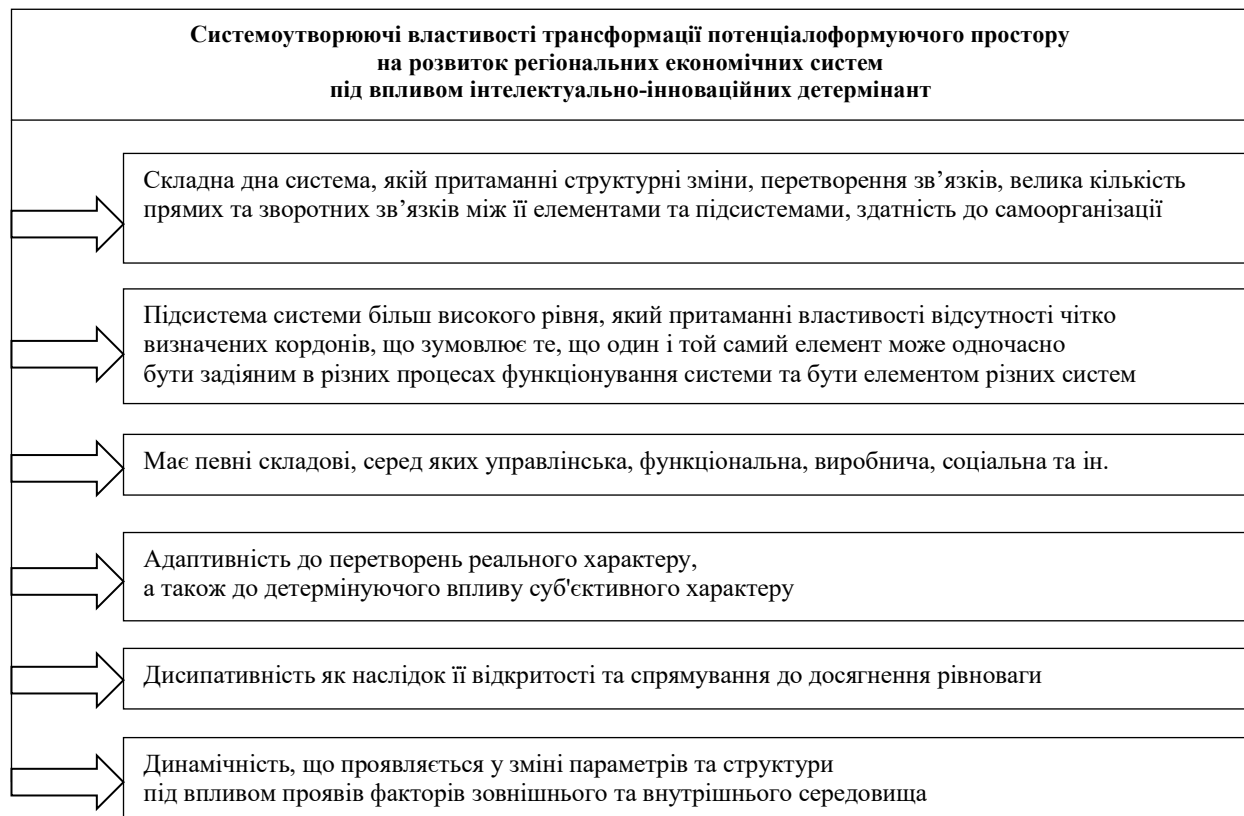 Системоутворюючі властивості трансформації потенціалоформуючого простору
на розвиток регіональних економічних систем
під впливом інтелектуально-інноваційних детермінант
Складна дна система, якій притаманні структурні зміни, перетворення зв’язків, велика кількість
прямих та зворотних зв’язків між її елементами та підсистемами, здатність до самоорганізації
Підсистема системи більш високого рівня, який притаманні властивості відсутності чітко
визначених кордонів, що зумовлює те, що один і той самий елемент може одночасно
бути задіяним в різних процесах функціонування системи та бути елементом різних систем
Має певні складові, серед яких управлінська, функціональна, виробнича, соціальна та ін.
Адаптивність до перетворень реального характеру,
а також до детермінуючого впливу суб'єктивного характеру
Дисипативність як наслідок її відкритості та спрямування до досягнення рівноваги
Динамічність, що проявляється у зміні параметрів та структури
під впливом проявів факторів зовнішнього та внутрішнього середовища